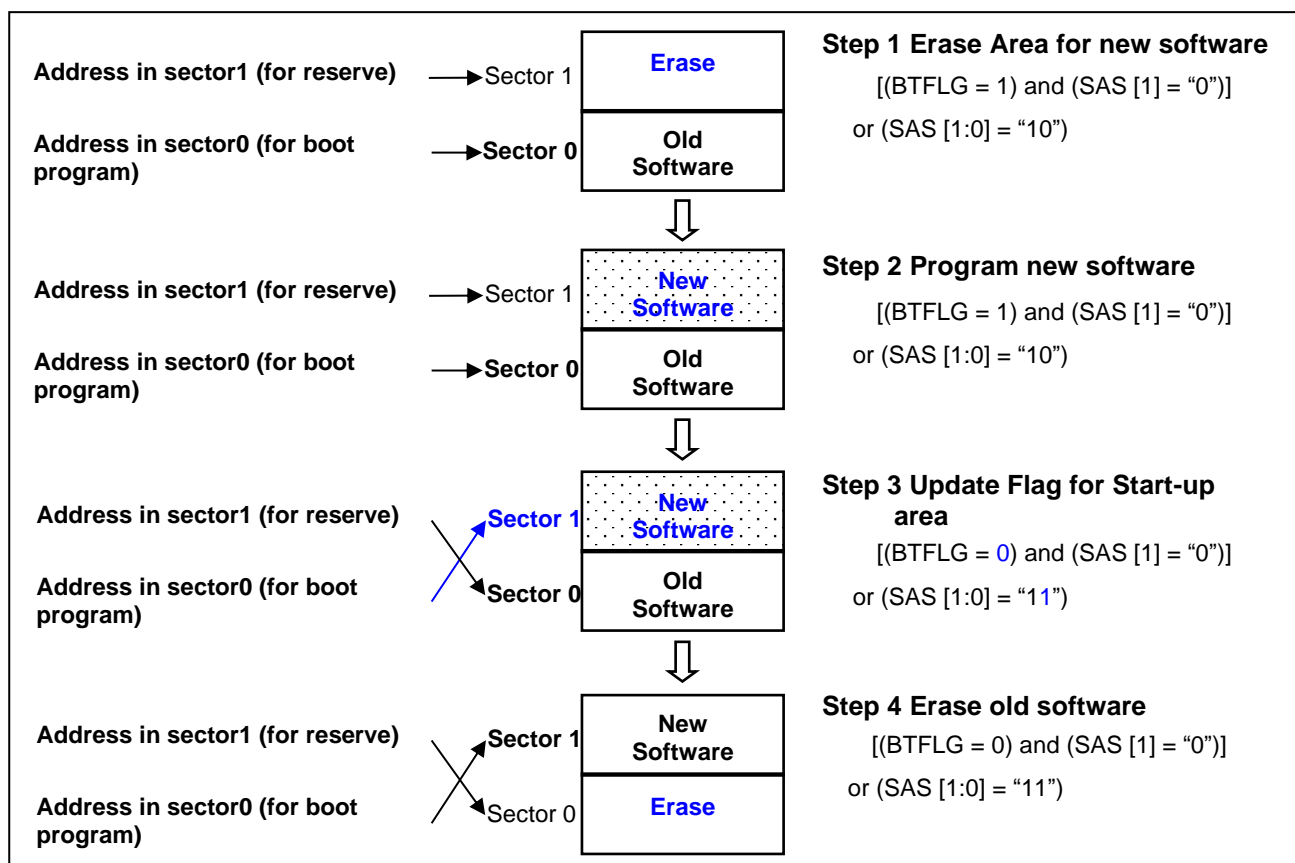 Step 1 Erase Area for new software
Address in sector1 (for reserve)
Sector 1
Erase
[(BTFLG = 1) and (SAS [1] = “0”)]
or (SAS [1:0] = “10”)
Address in sector0 (for boot
program)
Sector 0
Old
Software
Step 2 Program new software
Address in sector1 (for reserve)
Sector 1
New
Software
[(BTFLG = 1) and (SAS [1] = “0”)]
or (SAS [1:0] = “10”)
Address in sector0 (for boot
program)
Sector 0
Old
Software
Step 3 Update Flag for Start-up
area
Address in sector1 (for reserve)
Sector 1
New
Software
[(BTFLG = 0) and (SAS [1] = “0”)]
or (SAS [1:0] = “11”)
Address in sector0 (for boot
program)
Sector 0
Old
Software
Step 4 Erase old software
Address in sector1 (for reserve)
Sector 1
New
Software
[(BTFLG = 0) and (SAS [1] = “0”)]
or (SAS [1:0] = “11”)
Address in sector0 (for boot
program)
Sector 0
Erase